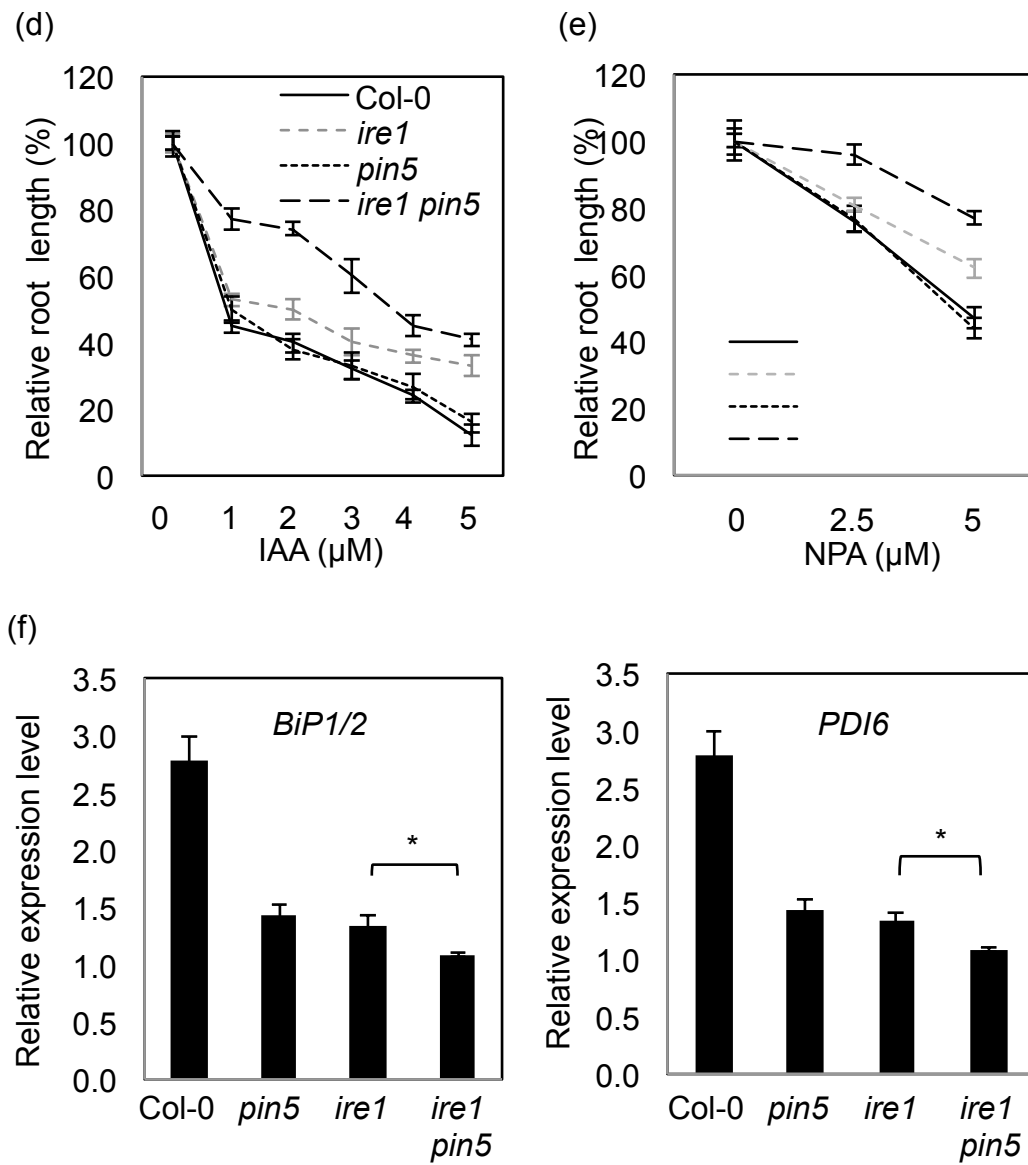 (d)
Relative root length (%)
120
100
80
60
40
20
0
Col-0
ire1
pin5
ire1 pin5
0 1 2 3 4 5
IAA (µM)
(e)
Relative root length (%)
120
100
80
60
40
20
0
0 2.5 5
NPA (µM)
(f)
Relative expression level
3.5
3.0
2.5
2.0
1.5
1.0
0.5
0.0
BiP1/2
*
Col-0 pin5 ire1 ire1
pin5
Relative expression level
3.5
3.0
2.5
2.0
1.5
1.0
0.5
0.0
PDI6
*
Col-0 pin5 ire1 ire1
pin5